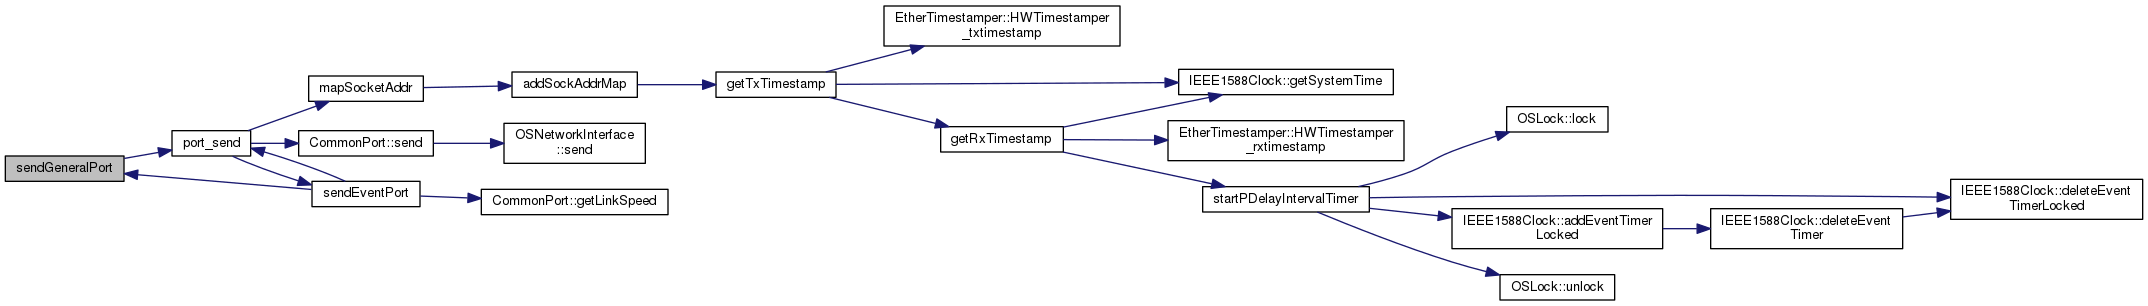 EtherTimestamper::HWTimestamper
_txtimestamp
mapSocketAddr
addSockAddrMap
getTxTimestamp
IEEE1588Clock::getSystemTime
port_send
CommonPort::send
OSNetworkInterface
::send
getRxTimestamp
EtherTimestamper::HWTimestamper
_rxtimestamp
OSLock::lock
sendGeneralPort
sendEventPort
CommonPort::getLinkSpeed
startPDelayIntervalTimer
IEEE1588Clock::deleteEvent
TimerLocked
IEEE1588Clock::addEventTimer
Locked
IEEE1588Clock::deleteEvent
Timer
OSLock::unlock